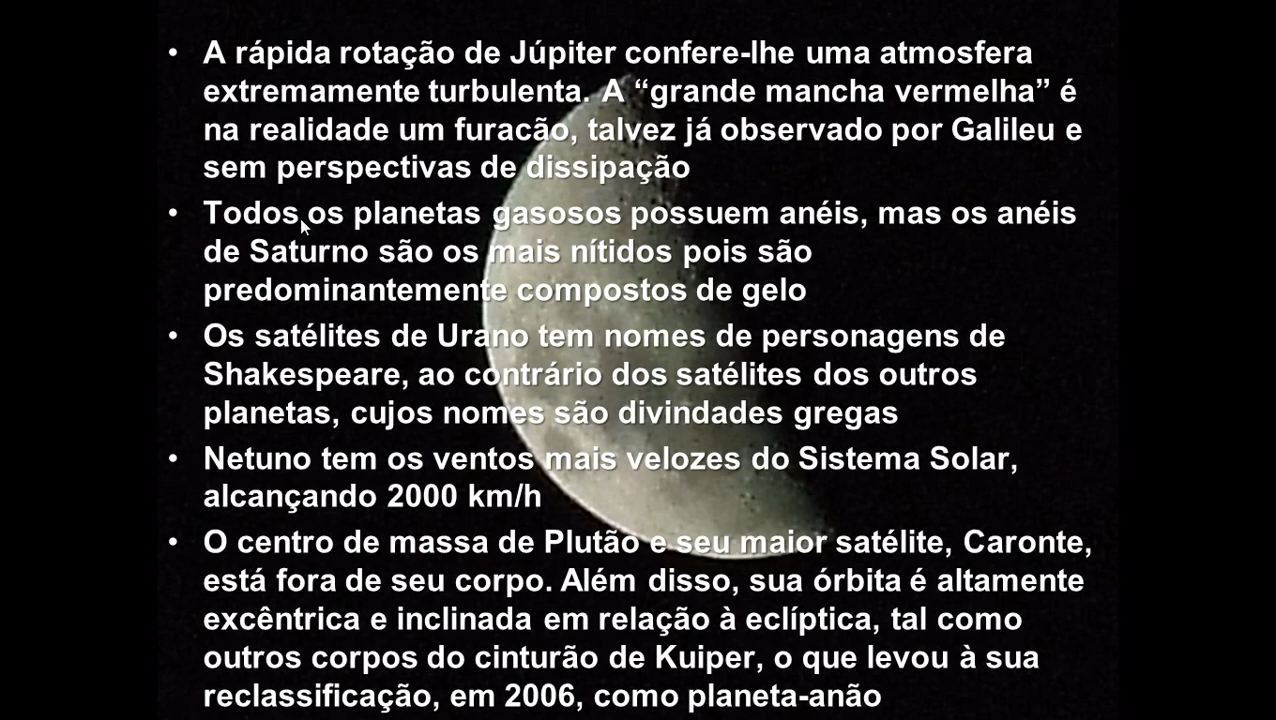 • A rápida rotação de Júpiter confere-lhe uma atmosfera
extremamente turbulenta. A “grande mancha vermelha” é
na realidade um furacão, talvez já observado por Galileu e
sem perspectivas de dissipação
• Todos os planetas gasosos possuem anéis, mas os anéis
de Saturno são os mais nítidos pois são
predominantemente compostos de gelo
• Os satélites de Urano tem nomes de personagens de
Shakespeare, ao contrário dos satélites dos outros
planetas, cujos nomes são divindades gregas
• Netuno tem os ventos mais velozes do Sistema Solar,
alcançando 2000 km/h
• O centro de massa de Plutão e seu maior satélite, Caronte,
está fora de seu corpo. Além disso, sua órbita é altamente
excêntrica e inclinada em relação à eclíptica, tal como
outros corpos do cinturão de Kuiper, o que levou à sua
reclassificação, em 2006, como planeta-anão